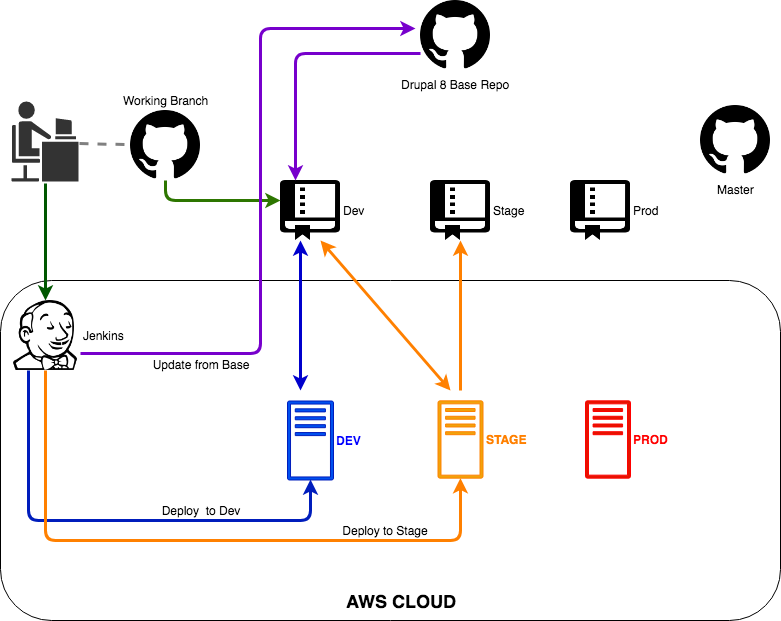 Drupal 8 Base Repo
Working Branch
Master
Dev
Stage
Prod
Jenkins
Update from Base
DEV
STAGE
PROD
Deploy to Dev
Deploy to Stage
AWS CLOUD